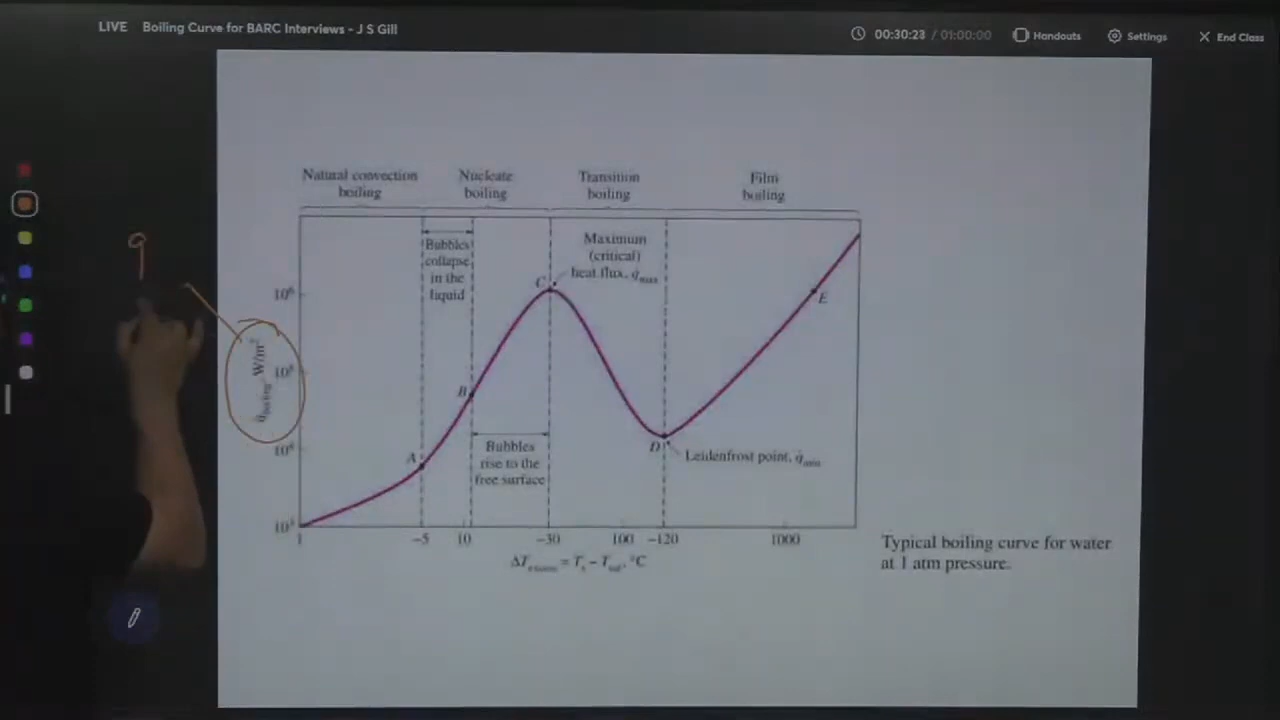 LIVE Boiling Curve for BARC Interviews - J S Gill
00:30:23 / 01:00:00
Handouts
Settings
End Class
Natural convection
boiling
Nucleate
boiling
Transition
boiling
Film
boiling
Bubbles
collapse
in the
liquid
Maximum
(critical)
heat flux, q̇max
C
E
q
10⁶
10⁵
10⁴
10³
q̇boiling, W/m²
B
A
D
Bubbles
rise to the
free surface
Leidenfrost point, q̇min
1 ~5 10 ~30 100 ~120 1000
ΔTexcess = Ts – Tsat, °C
Typical boiling curve for water
at 1 atm pressure.